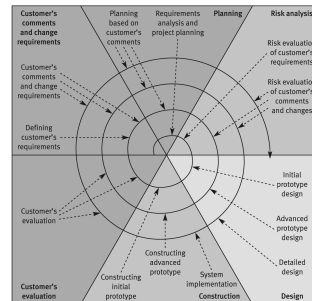 Customer's
comments
and change
requirements
Planning
based on
customer's
comments
Requirements
analysis and
project planning
Planning
Risk analysis
Risk evaluation
of customer's
requirements
Customer's
comments
and change
requirements
Risk
evaluation
of customer's
comments
and changes
Defining
customer's
requirements
Initial
prototype
design
Customer's
evaluation
Advanced
prototype
design
Constructing
advanced
prototype
Detailed
design
Constructing
initial
prototype
System
implementation
Customer's
evaluation
Construction
Design